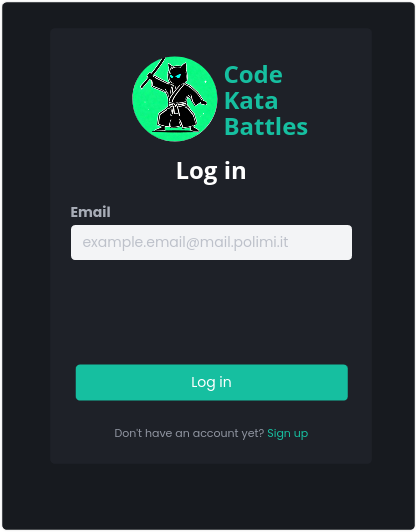 Code
Kata
Battles
Log in
Email
example.email@mail.polimi.it
Log in
Don't have an account yet? Sign up